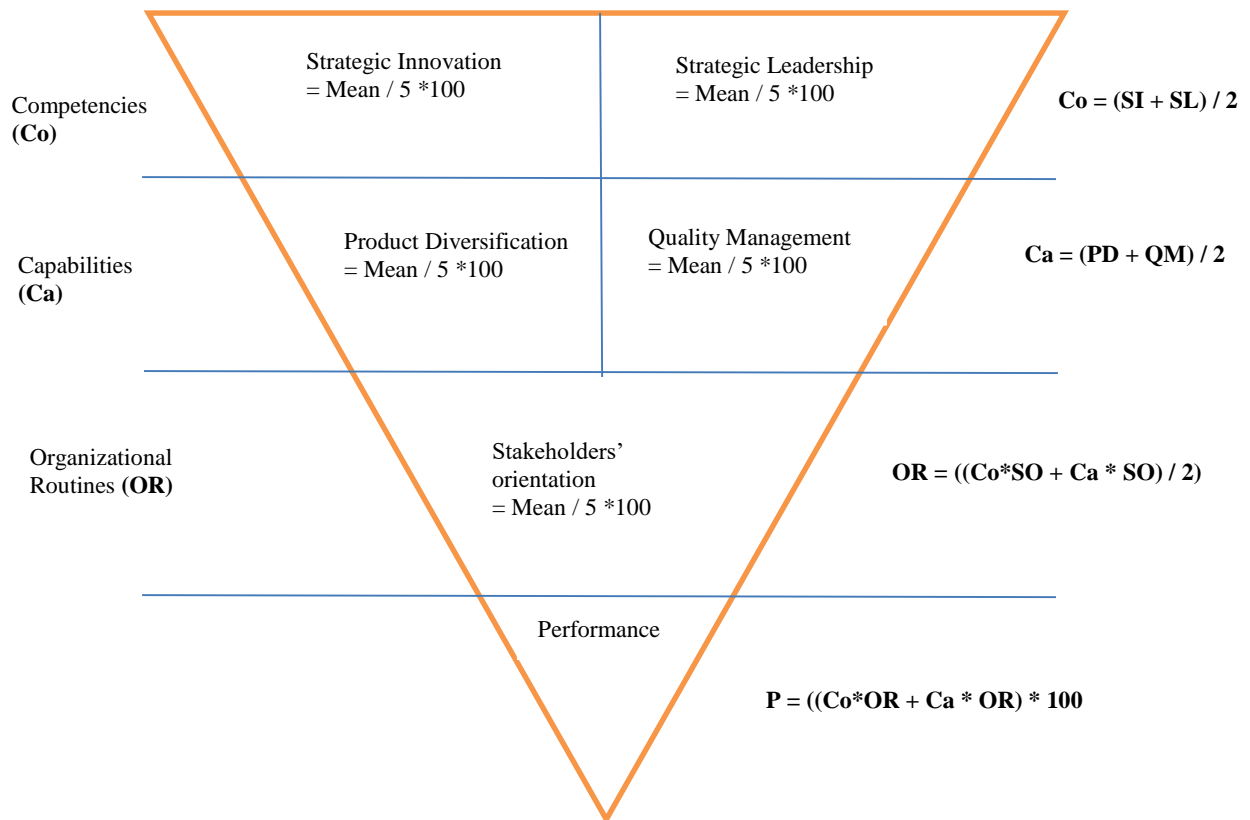 Strategic Innovation
= Mean / 5 *100
Strategic Leadership
= Mean / 5 *100
Competencies
(Co)
Co = (SI + SL) / 2
Product Diversification
= Mean / 5 *100
Quality Management
= Mean / 5 *100
Capabilities
(Ca)
Ca = (PD + QM) / 2
Organizational
Routines (OR)
Stakeholders’
orientation
= Mean / 5 *100
OR = ((Co*SO + Ca * SO) / 2)
Performance
P = ((Co*OR + Ca * OR) * 100